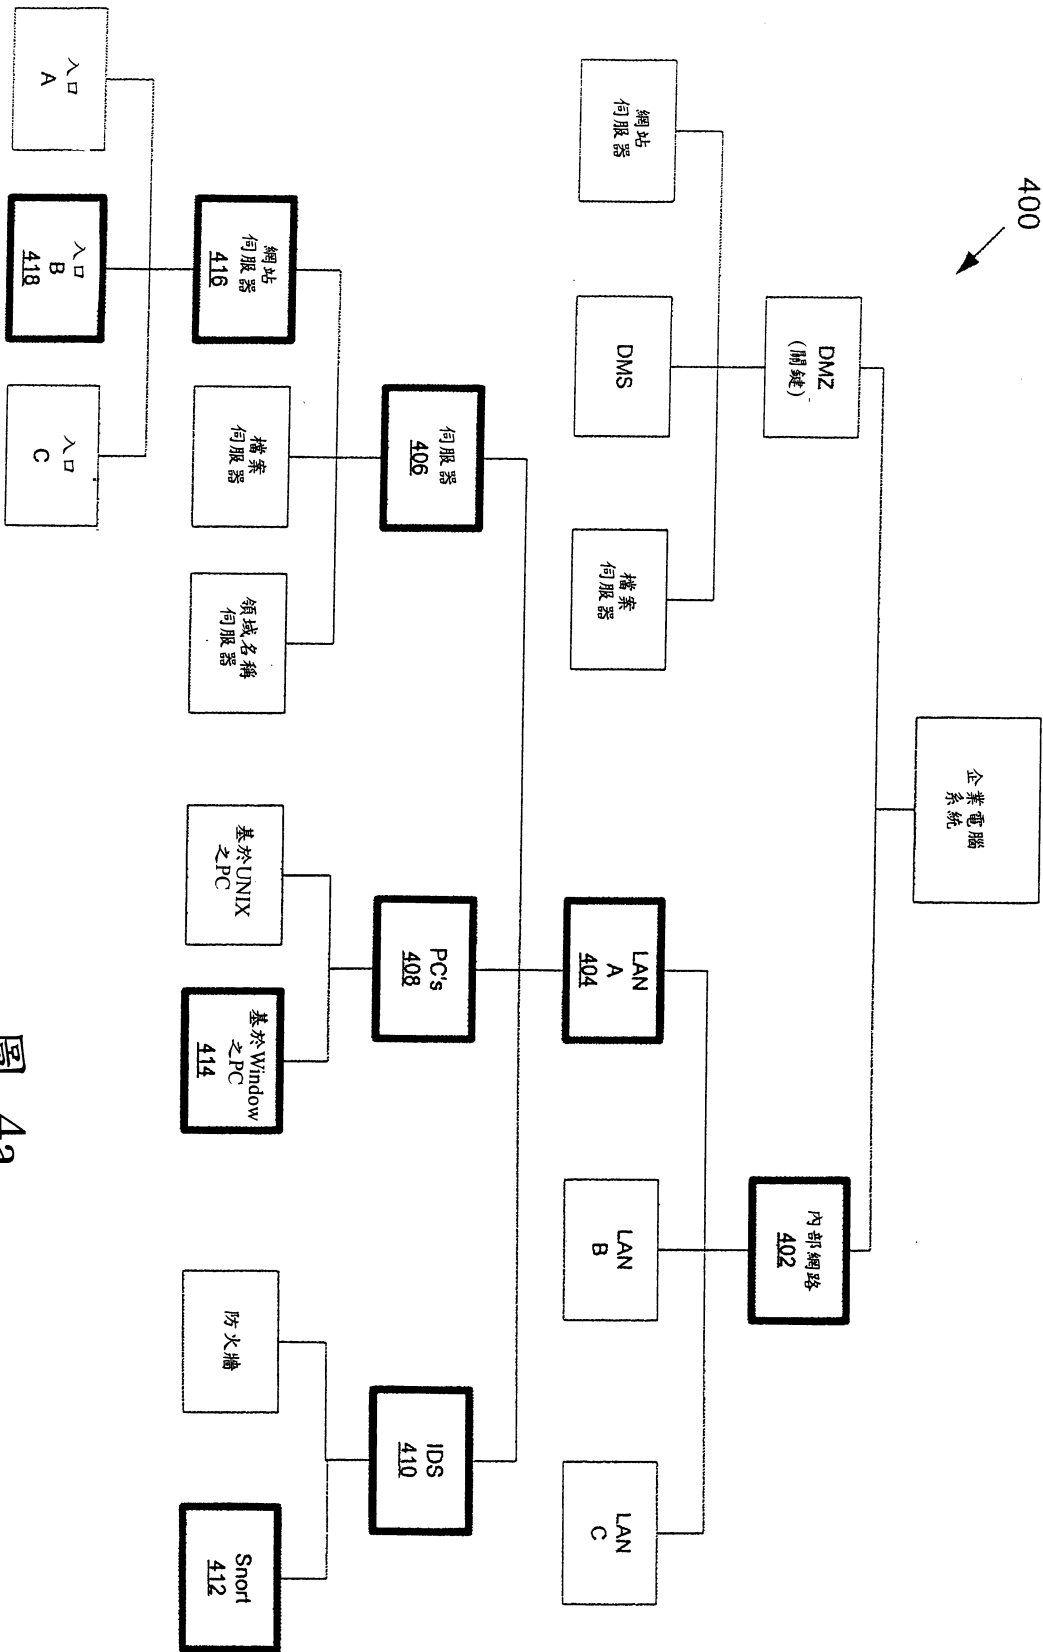 400
企業電腦
系統
DMZ
(關鍵)
內部網路
402
網站
伺服器
DMS
檔案
伺服器
LAN
A
404
LAN
B
LAN
C
伺服器
406
PC's
408
IDS
410
網站
伺服器
416
檔案
伺服器
領域名稱
伺服器
基於UNIX
之PC
基於Window
之PC
414
防火牆
Snort
412
入口
A
入口
B
418
入口
C
圖 4a